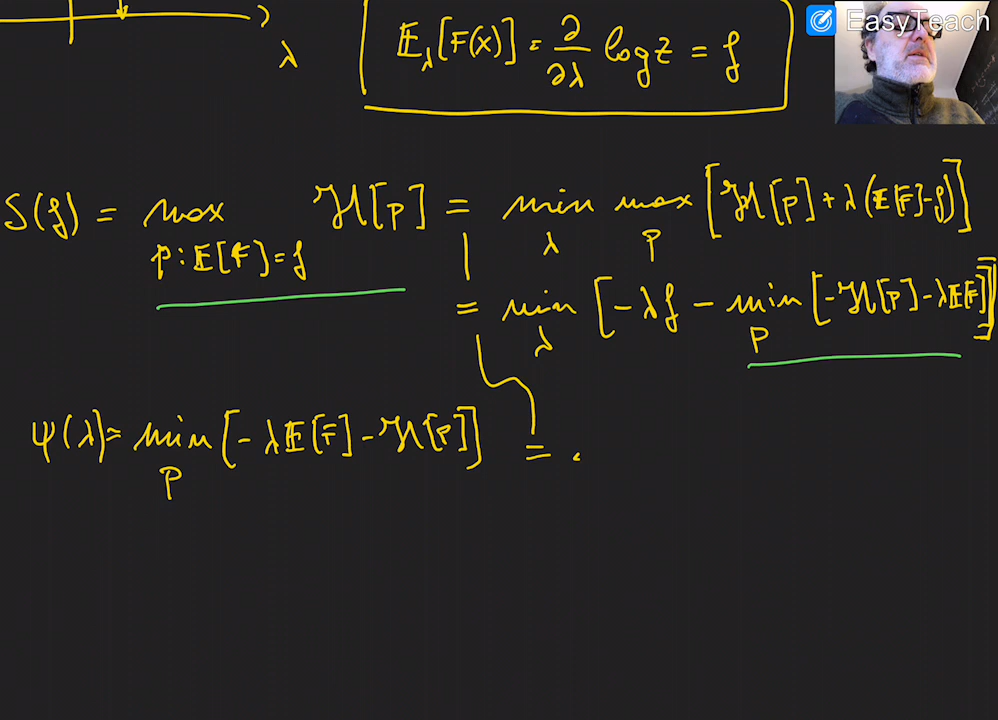 EasyTeach
λ
𝔼_λ[F(x)] = ∂/∂λ log z = f
S(f) = max_{p : 𝔼[F] = f} ℋ[p] = min_λ max_p [ℋ[p] + λ(𝔼[F] - f)]
= min_λ [-λf - min_p [-ℋ[p] - λ𝔼[F]]]
ψ(λ) = min_p [-λ𝔼[F] - ℋ[p]] = .